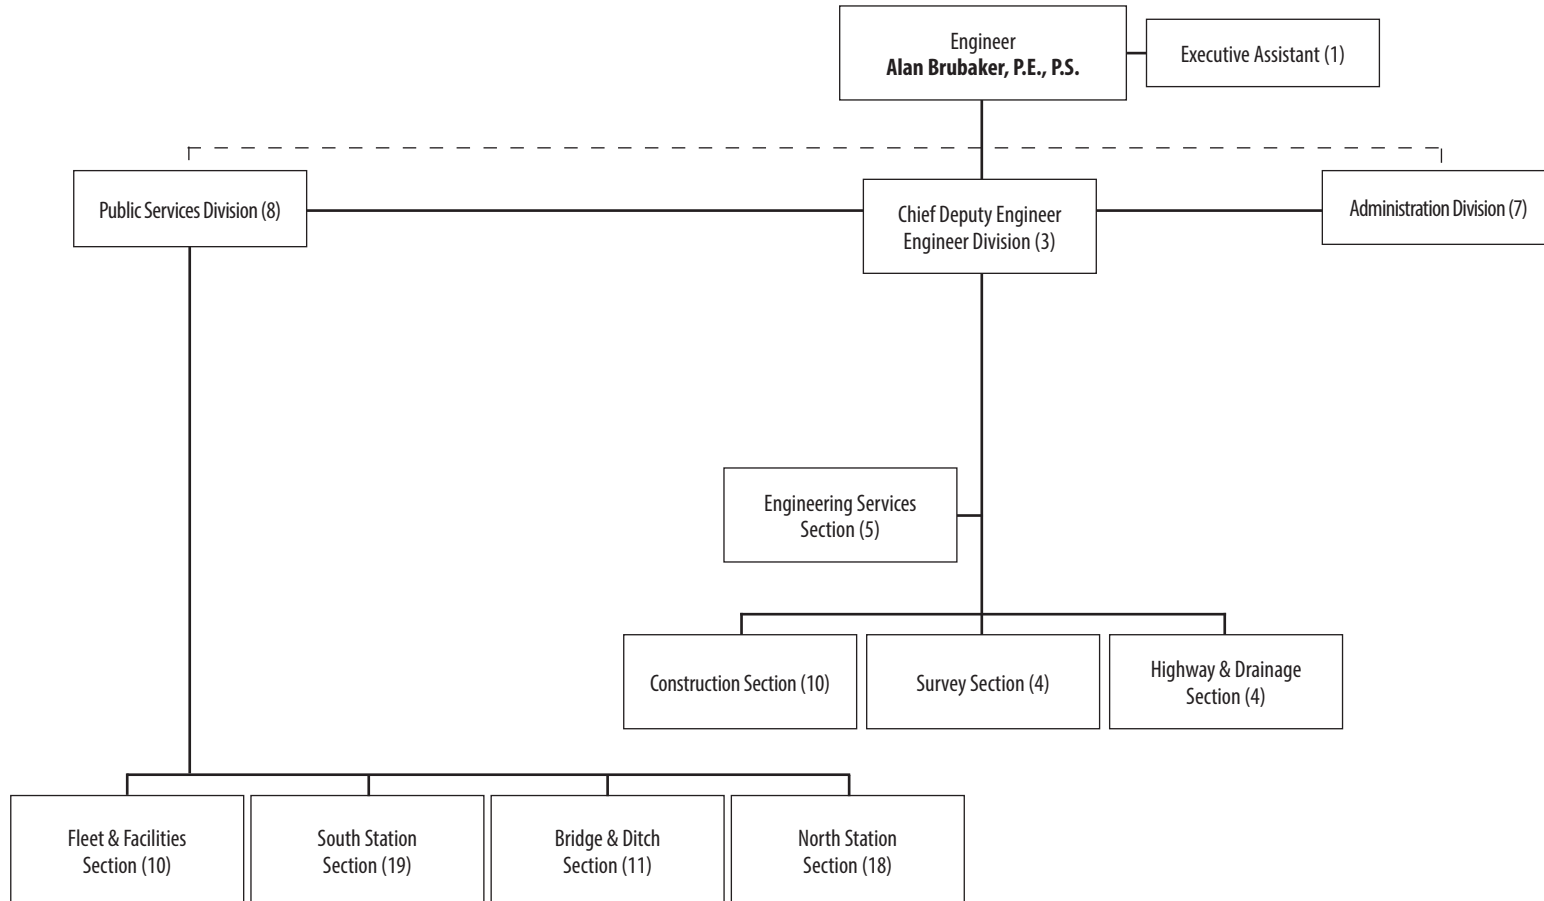 Engineer
Alan Brubaker, P.E., P.S.
Executive Assistant (1)
Public Services Division (8)
Chief Deputy Engineer
Engineer Division (3)
Administration Division (7)
Engineering Services
Section (5)
Construction Section (10)
Survey Section (4)
Highway & Drainage
Section (4)
Fleet & Facilities
Section (10)
South Station
Section (19)
Bridge & Ditch
Section (11)
North Station
Section (18)